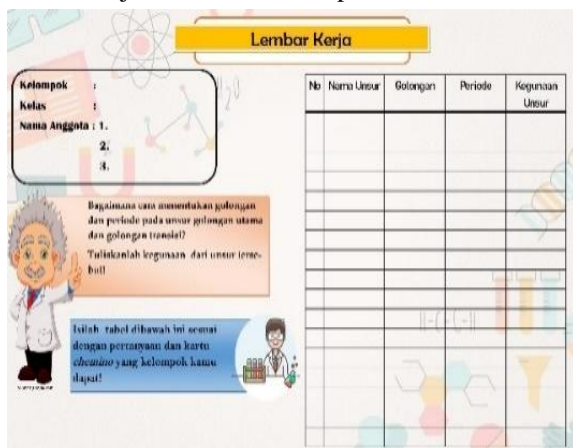 Lembar Kerja
Kelompok :
Kelas :
Nama Anggota : 1.
2.
3.
Bagaimana cara menentukan golongan
dan periode pada unsur golongan utama
dan golongan transisi?
Tuliskanlah kegunaan dari unsur terse-
but!
Isilah tabel dibawah ini sesuai
dengan pertanyaan dan kartu
chemino yang kelompok kamu
dapat!
No Nama Unsur Golongan Periode Kegunaan
Unsur